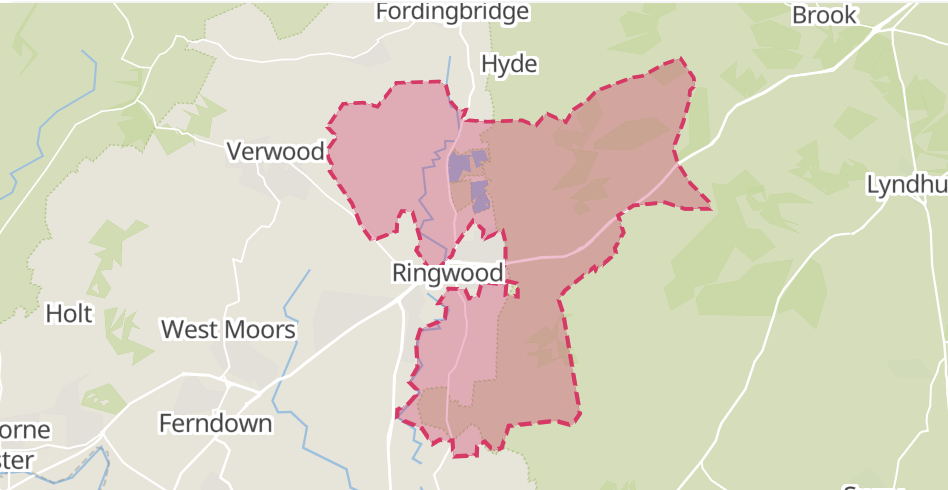 Fordingbridge
Brook
Hyde
Verwood
Lyndhu
Ringwood
Holt
West Moors
Ferndown
orne
ster